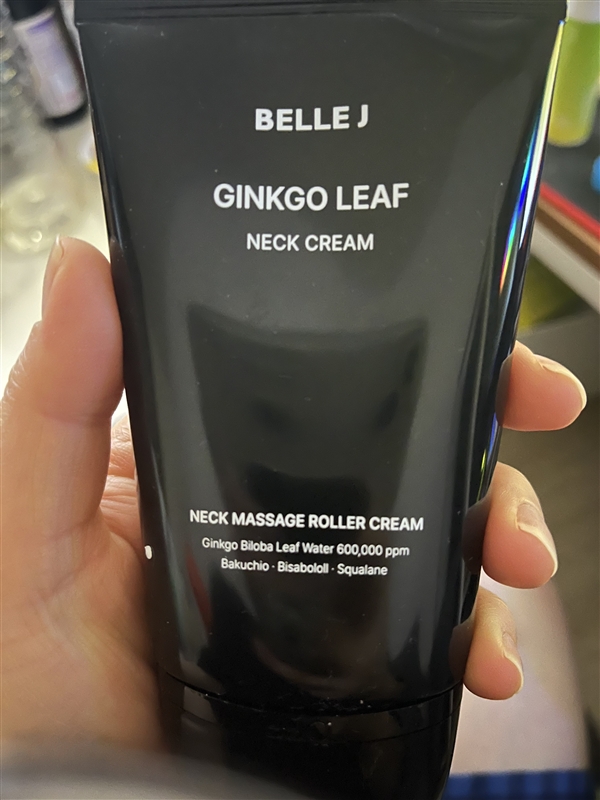 BELLE J
GINKGO LEAF
NECK CREAM
NECK MASSAGE ROLLER CREAM
Ginkgo Biloba Leaf Water 600,000 ppm
Bakuchio · Bisabololl · Squalane